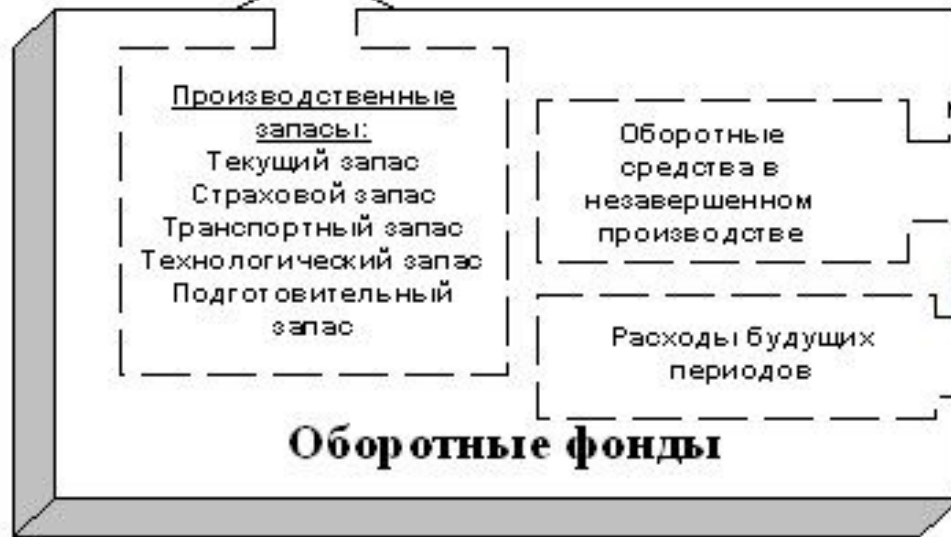 Производственные
запасы:
Текущий запас
Страховой запас
Транспортный запас
Технологический запас
Подготовительный
запас
Оборотные
средства в
незавершенном
производстве
Расходы будущих
периодов
Оборотные фонды